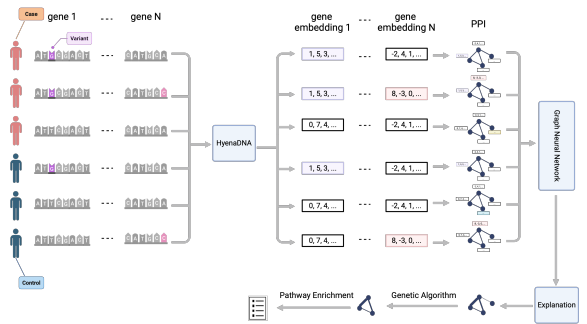 Case
gene 1 --- gene N
Variant
gene
embedding 1
gene
embedding N
PPI
1, 5, 3, ...
-2, 4, 1, ...
1, 5, 3, ...
8, -3, 0, ...
0, 7, 4, ...
-2, 4, 1, ...
HyenaDNA
Graph Neural Network
1, 5, 3, ...
-2, 4, 1, ...
0, 7, 4, ...
-2, 4, 1, ...
0, 7, 4, ...
8, -3, 0, ...
Control
Pathway Enrichment
Genetic Algorithm
Explanation